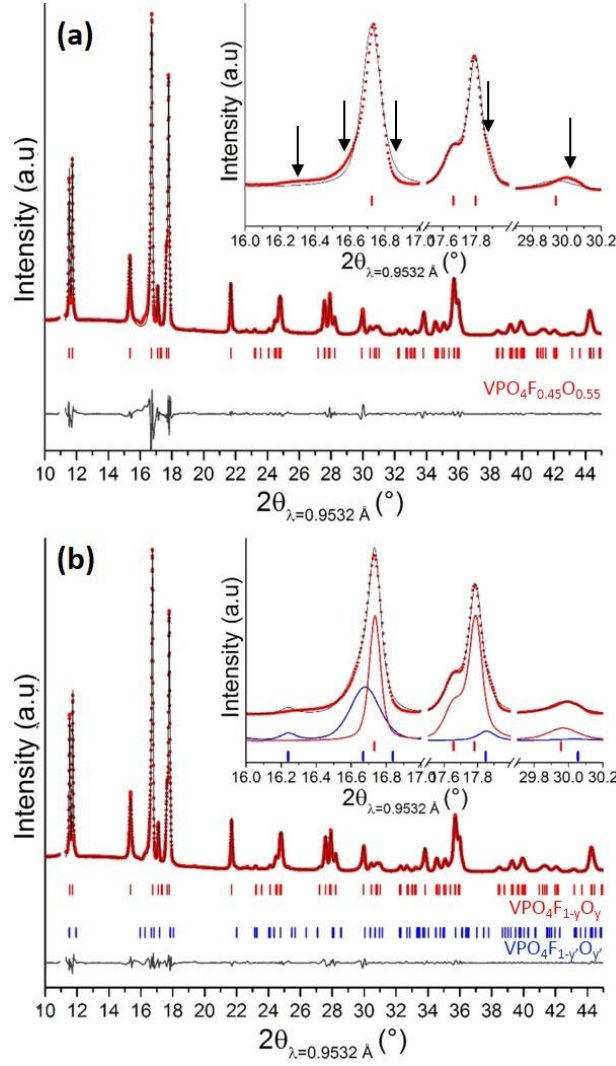 (a)
Intensity (a.u)
Intensity (a.u)
16.0 16.2 16.4 16.6 16.8 17.0 17.6 17.8 29.8 30.0 30.2
2θλ=0.9532 Å (°)
VPO4F0.45O0.55
10 12 14 16 18 20 22 24 26 28 30 32 34 36 38 40 42 44
2θλ=0.9532 Å (°)
(b)
Intensity (a.u)
Intensity (a.u)
16.0 16.2 16.4 16.6 16.8 17.0 17.6 17.8 29.8 30.0 30.2
2θλ=0.9532 Å (°)
VPO4F1-yOy
VPO4F1-y'Oy'
10 12 14 16 18 20 22 24 26 28 30 32 34 36 38 40 42 44
2θλ=0.9532 Å (°)